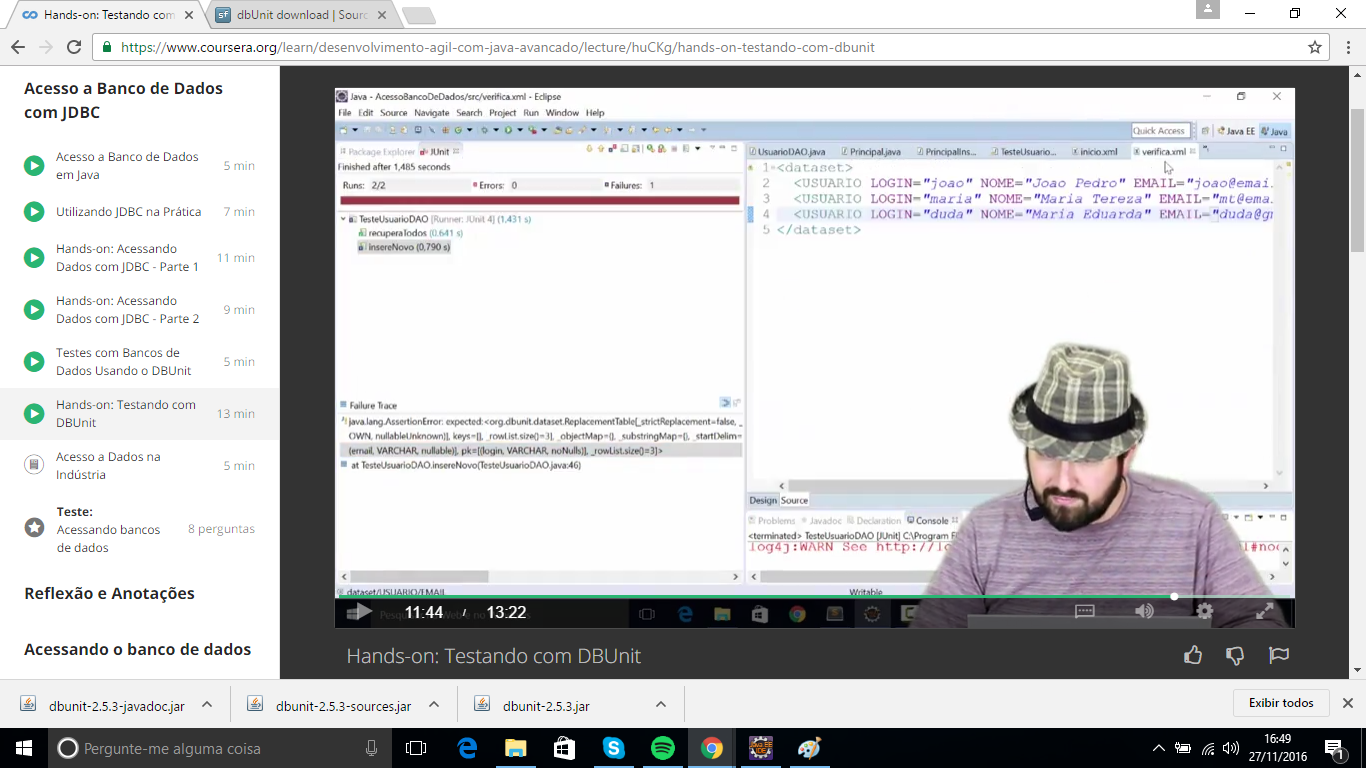 Hands-on: Testando com
dbUnit download | Sourc
https://www.coursera.org/learn/desenvolvimento-agil-com-java-avancado/lecture/huCKg/hands-on-testando-com-dbunit
Acesso a Banco de Dados
com JDBC
Acesso a Banco de Dados
em Java
5 min
Utilizando JDBC na Prática
7 min
Hands-on: Acessando
Dados com JDBC - Parte 1
11 min
Hands-on: Acessando
Dados com JDBC - Parte 2
9 min
Testes com Bancos de
Dados Usando o DBUnit
5 min
Hands-on: Testando com
DBUnit
13 min
Acesso a Dados na
Indústria
5 min
Teste:
Acessando bancos
de dados
8 perguntas
Reflexão e Anotações
Acessando o banco de dados
Java - AcessoBancoDeDados/src/verifica.xml - Eclipse
File Edit Source Navigate Search Project Run Window Help
Quick Access
Java EE
Java
Package Explorer
JUnit
Finished after 1,485 seconds
Runs: 2/2
Errors: 0
Failures: 1
TesteUsuarioDAO [Runner: JUnit 4] (1,431 s)
recuperaTodos (0,641 s)
insereNovo (0,790 s)
Failure Trace
java.lang.AssertionError: expected:<org.dbunit.dataset.ReplacementTable[_strictReplacement=false, _
OWN, nullableUnknown)], keys=[], _rowList.size()=3], _objectMap={}, _substringMap={}, _startDelim=
(email, VARCHAR, nullable)], pk=[(login, VARCHAR, noNulls)], _rowList.size()=3]>
at TesteUsuarioDAO.insereNovo(TesteUsuarioDAO.java:46)
UsuarioDAO.java
Principal.java
PrincipalIns...
TesteUsuario...
inicio.xml
verifica.xml
1 <dataset>
2 <USUARIO LOGIN="joao" NOME="Joao Pedro" EMAIL="joao@emai.
3 <USUARIO LOGIN="maria" NOME="Maria Tereza" EMAIL="mt@ema.
4 <USUARIO LOGIN="duda" NOME="Maria Eduarda" EMAIL="duda@gr
5 </dataset>
Design Source
Problems
Javadoc
Declaration
Console
<terminated> TesteUsuarioDAO [JUnit] C:\Program F
log4j:WARN See http://lo
#noc
dataset/USUARIO/EMAIL
Writable
11:44 / 13:22
Hands-on: Testando com DBUnit
dbunit-2.5.3-javadoc.jar
dbunit-2.5.3-sources.jar
dbunit-2.5.3.jar
Exibir todos
Pergunte-me alguma coisa
16:49
27/11/2016
1